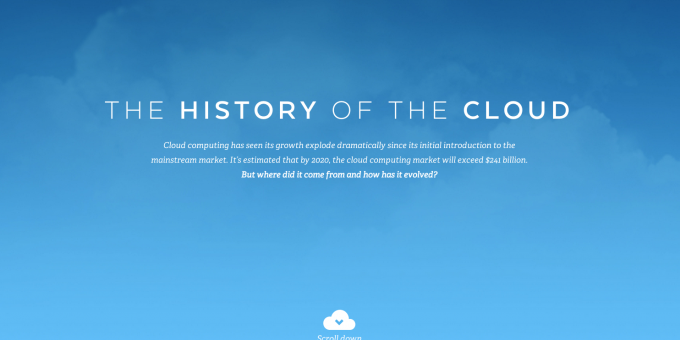 THE HISTORY OF THE CLOUD
Cloud computing has seen its growth explode dramatically since its initial introduction to the
mainstream market. It's estimated that by 2020, the cloud computing market will exceed $241 billion.
But where did it come from and how has it evolved?
Scroll down